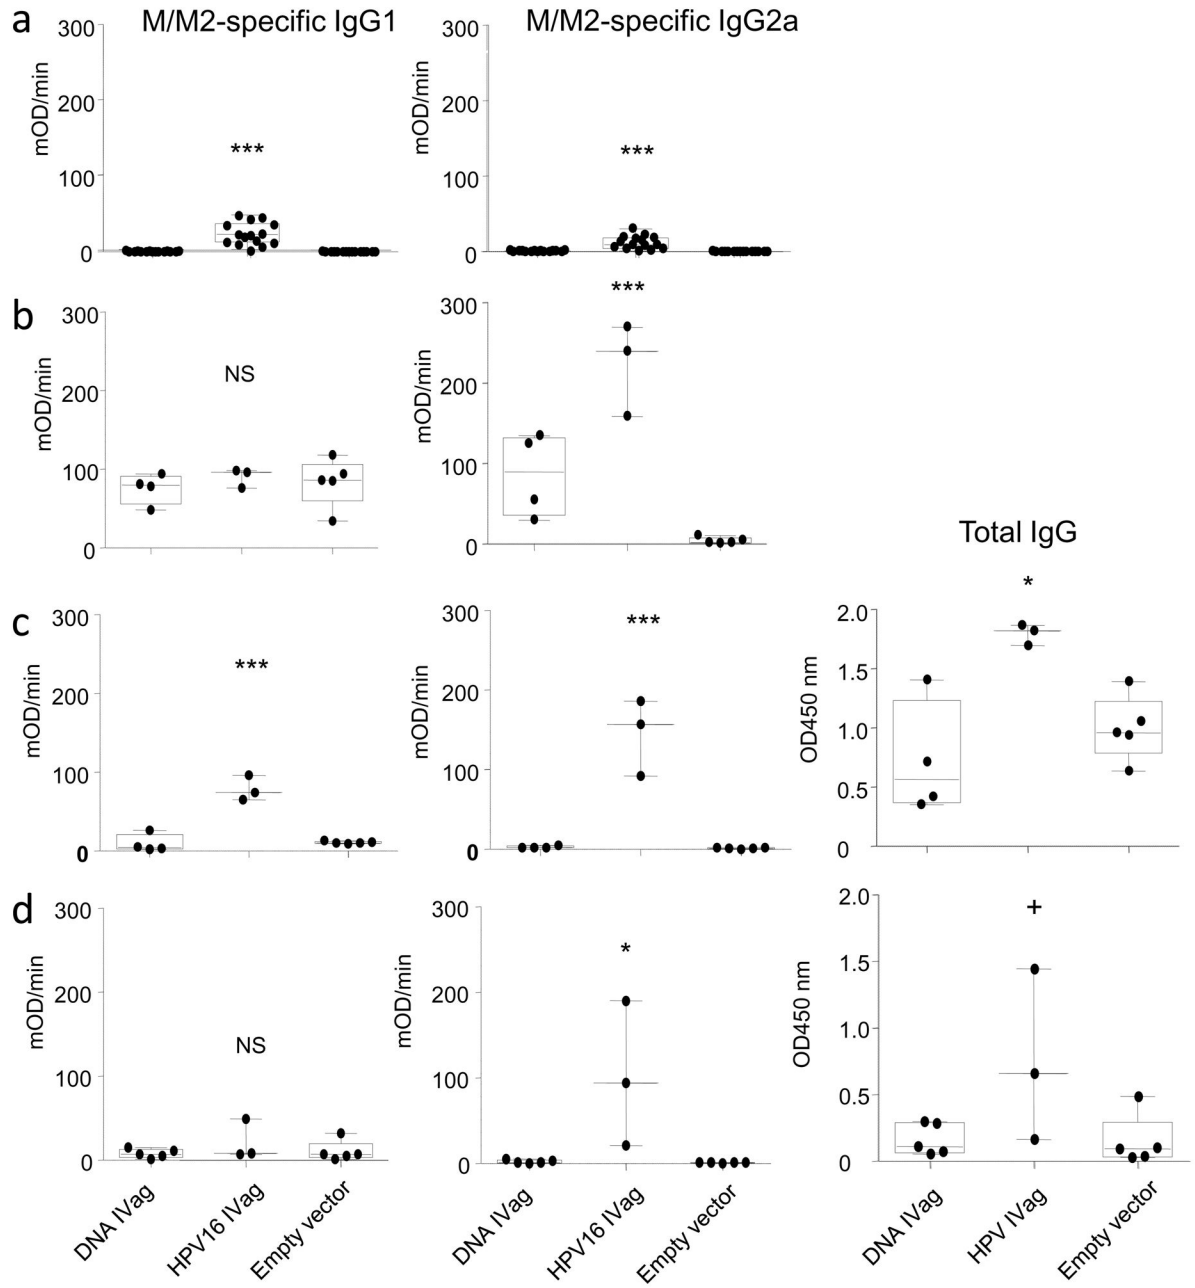 a
M/M2-specific IgG1
M/M2-specific IgG2a
300
200
100
0
mOD/min
***
300
200
100
0
mOD/min
***
b
300
200
100
0
mOD/min
NS
300
200
100
0
mOD/min
***
Total IgG
c
300
200
100
0
mOD/min
***
300
200
100
0
mOD/min
***
2.0
1.5
1.0
0.5
0
OD450 nm
*
d
300
200
100
0
mOD/min
NS
300
200
100
0
mOD/min
*
2.0
1.5
1.0
0.5
0
OD450 nm
+
DNA IVag
HPV16 IVag
Empty vector
DNA IVag
HPV16 IVag
Empty vector
DNA IVag
HPV IVag
Empty vector